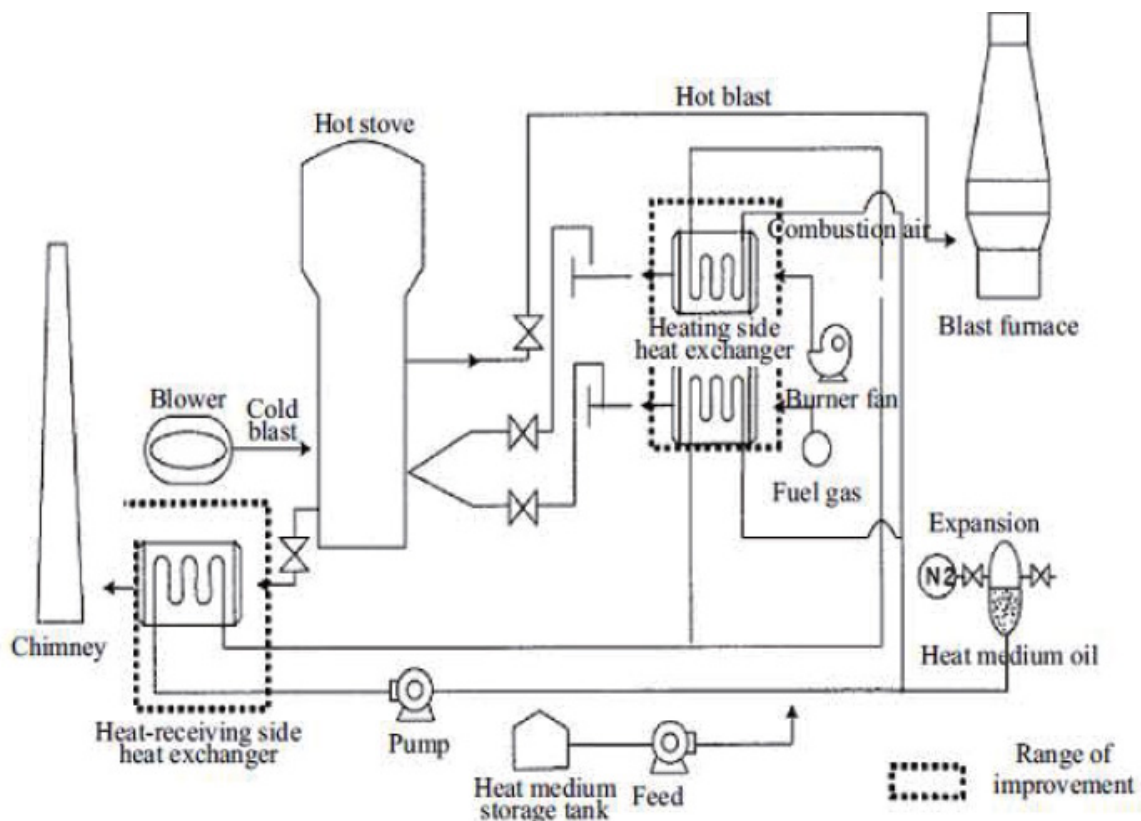 Hot blast
Hot stove
Combustion air
Heating side
heat exchanger
Blast furnace
Burner fan
Blower
Cold
blast
Fuel gas
Expansion
N2
Chimney
Heat medium oil
Heat-receiving side
heat exchanger
Pump
Heat medium
storage tank
Feed
Range of
improvement